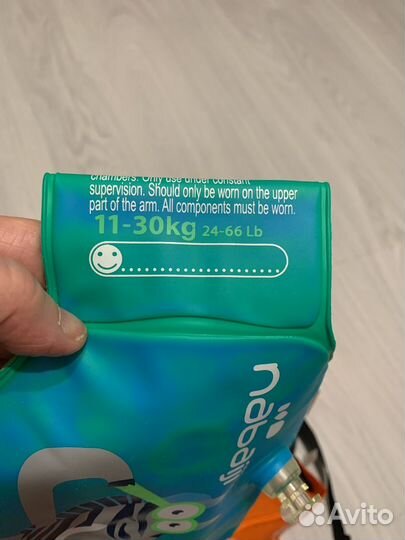 chambers. Only use under constant
supervision. Should only be worn on the upper
part of the arm. All components must be worn.
11-30kg 24-66 Lb
nabaiji
Avito